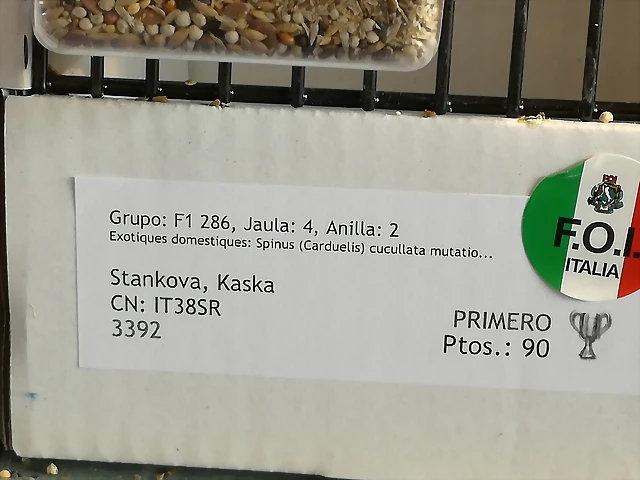 Grupo: F1 286, Jaula: 4, Anilla: 2
Exotiques domestiques: Spinus (Carduelis) cucullata mutatio...
Stankova, Kaska
CN: IT38SR
3392
PRIMERO
Ptos.: 90
FOI
F.O.I.
ITALIA